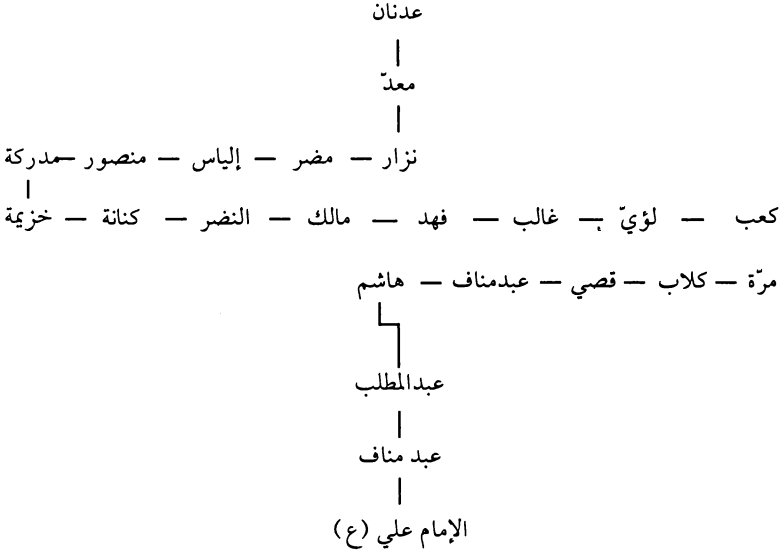 عدنان
معدّ
نزار — مضر — إلياس — منصور — مدركة
كعب — لؤيّ — غالب — فهد — مالك — النضر — كنانة — خزيمة
مرّة — كلاب — قصي — عبدمناف — هاشم
عبدالمطلب
عبد مناف
الإمام علي (ع)